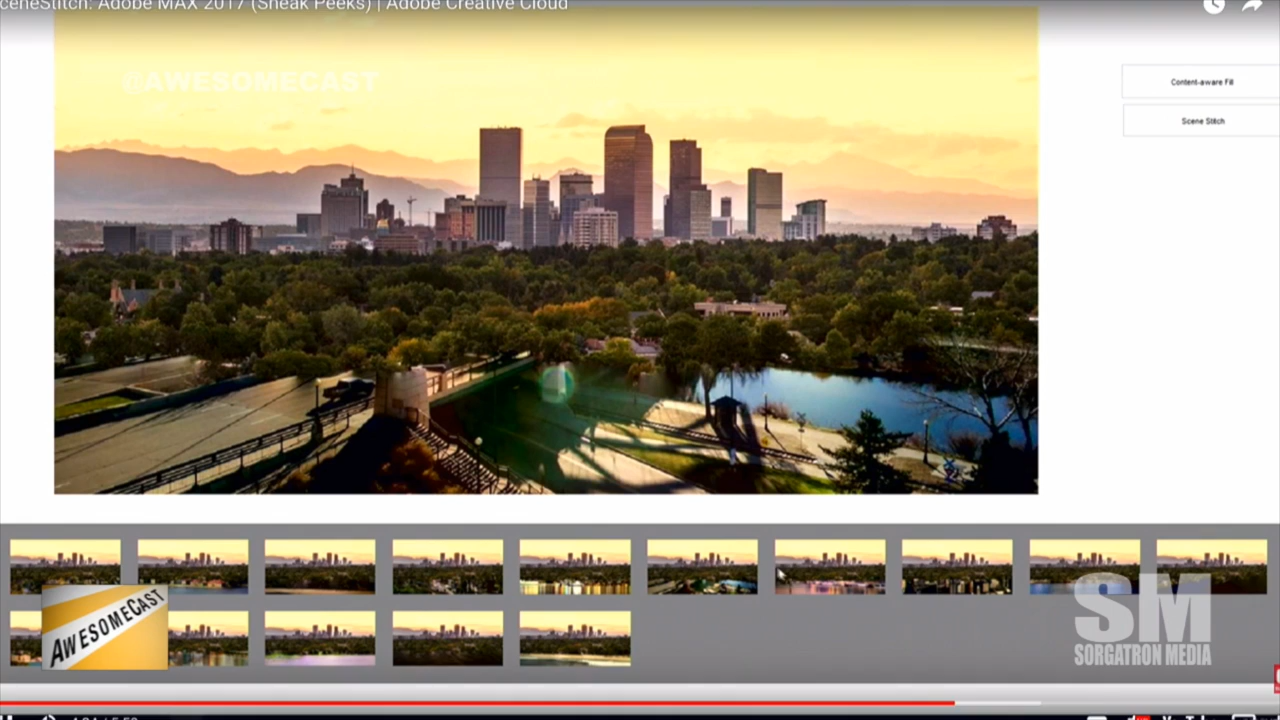 ceneStitch: Adobe MAX 2017 (Sneak Peeks) | Adobe Creative Cloud
@AWESOMECAST
Content-aware Fill
Scene Stitch
AWESOMECAST
SM
SORGATRON MEDIA